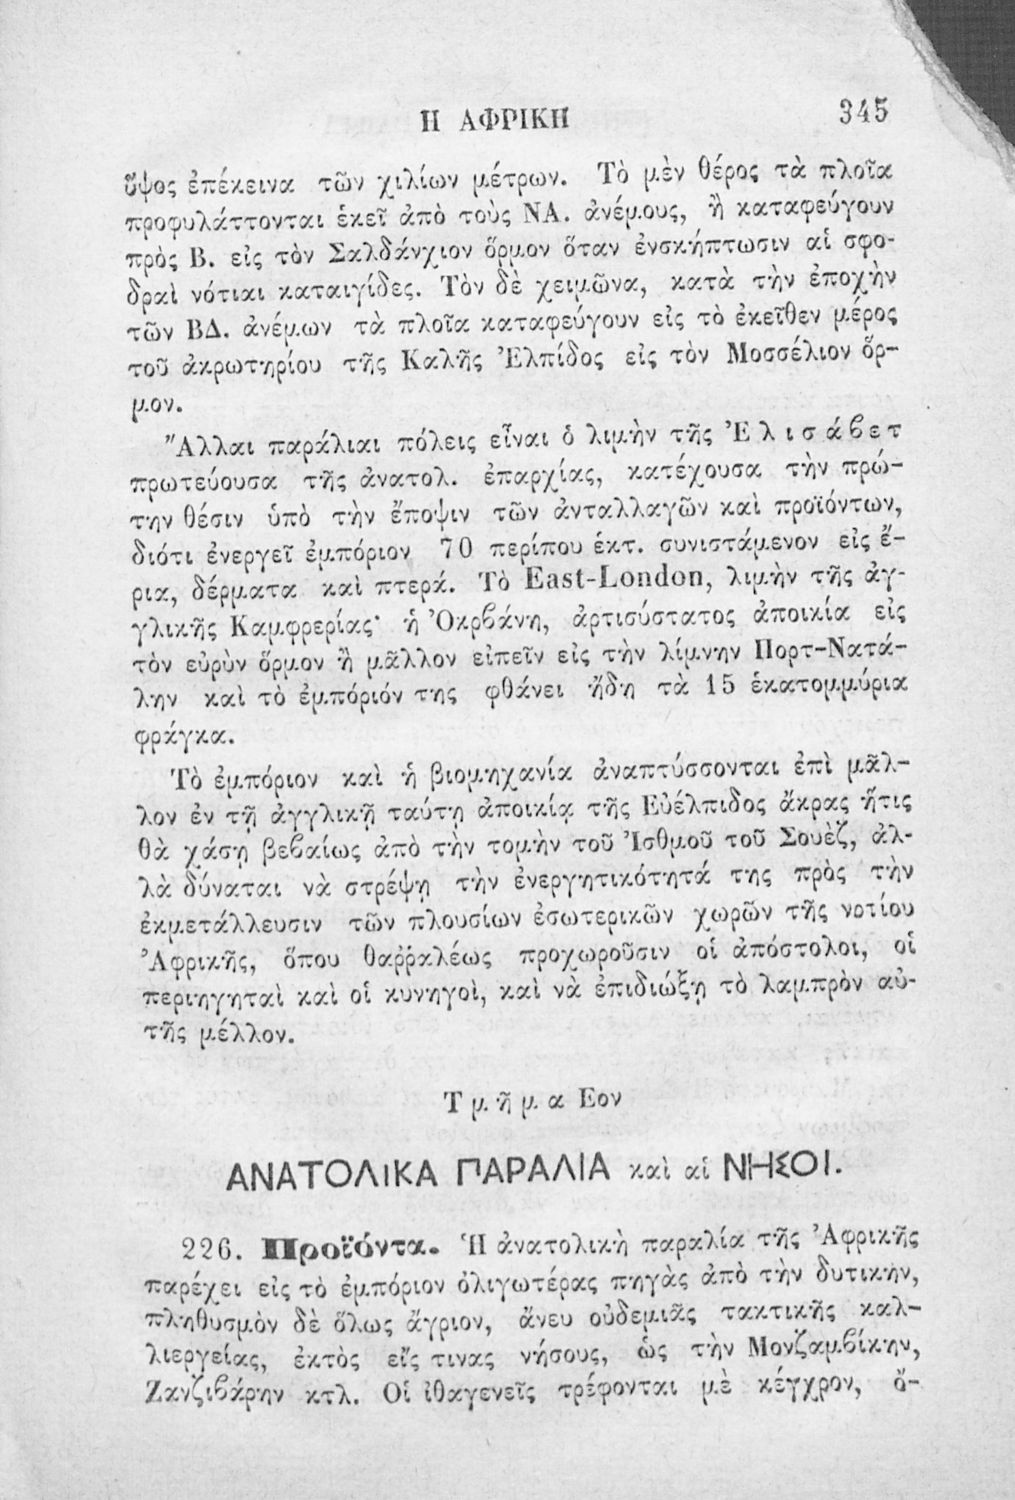 Η ΑΦΡΙΚΗ 345
ὕψος ἐπέκεινα τῶν χιλίων μέτρων. Τὸ μὲν θέρος τὰ πλοῖα
προφυλάττονται ἐκεῖ ἀπὸ τοὺς ΝΑ. ἀνέμους, ἢ καταφεύγουν
πρὸς Β. εἰς τὸν Σαλδάνχιον ὅρμον ὅταν ἐνσκήπτωσιν αἱ σφο-
δραὶ νότιαι καταιγίδες. Τὸν δὲ χειμῶνα, κατὰ τὴν ἐποχὴν
τῶν ΒΔ. ἀνέμων τὰ πλοῖα καταφεύγουν εἰς τὸ ἐκεῖθεν μέρος
τοῦ ἀκρωτηρίου τῆς Καλῆς Ἐλπίδος εἰς τὸν Μοσσέλιον ὅρ-
μον.
Ἄλλαι παράλιαι πόλεις εἶναι ὁ λιμὴν τῆς Ἐλισάβετ
πρωτεύουσα τῆς ἀνατολ. ἐπαρχίας, κατέχουσα τὴν πρώ-
την θέσιν ὑπὸ τὴν ἔποψιν τῶν ἀνταλλαγῶν καὶ προϊόντων,
διότι ἐνεργεῖ ἐμπόριον 70 περίπου ἑκτ. συνιστάμενον εἰς ἔ-
ρια, δέρματα καὶ πτερά. Τὸ East-London, λιμὴν τῆς ἀγ-
γλικῆς Καμφρερίας· ἡ Ὀκρβάνη, ἀρτισύστατος ἀποικία εἰς
τὸν εὐρὺν ὅρμον ἢ μᾶλλον εἰπεῖν εἰς τὴν λίμνην Πορτ-Νατά-
λην καὶ τὸ ἐμπόριόν της φθάνει ἤδη τὰ 15 ἑκατομμύρια
φράγκα.
Τὸ ἐμπόριον καὶ ἡ βιομηχανία ἀναπτύσσονται ἐπὶ μᾶλ-
λον ἐν τῇ ἀγγλικῇ ταύτῃ ἀποικίᾳ τῆς Εὐέλπιδος ἄκρας ἥτις
θὰ χάσῃ βεβαίως ἀπὸ τὴν τομὴν τοῦ Ἰσθμοῦ τοῦ Σουὲζ, ἀλ-
λὰ δύναται νὰ στρέψῃ τὴν ἐνεργητικότητά της πρὸς τὴν
ἐκμετάλλευσιν τῶν πλουσίων ἐσωτερικῶν χωρῶν τῆς νοτίου
Ἀφρικῆς, ὅπου θαῤῥαλέως προχωροῦσιν οἱ ἀπόστολοι, οἱ
περιηγηταὶ καὶ οἱ κυνηγοὶ, καὶ νὰ ἐπιδιώξῃ τὸ λαμπρὸν αὐ-
τῆς μέλλον.
Τμῆμα Εον
ΑΝΑΤΟΛΙΚΑ ΠΑΡΑΛΙΑ καὶ αἱ ΝΗΣΟΙ.
226. Προϊόντα. Ἡ ἀνατολικὴ παραλία τῆς Ἀφρικῆς
παρέχει εἰς τὸ ἐμπόριον ὀλιγωτέρας πηγὰς ἀπὸ τὴν δυτικὴν,
πληθυσμὸν δὲ ὅλως ἄγριον, ἄνευ οὐδεμιᾶς τακτικῆς καλ-
λιεργείας, ἐκτὸς εἴς τινας νήσους, ὡς τὴν Μονζαμβίκην,
Ζανζιβάρην κτλ. Οἱ ἰθαγενεῖς τρέφονται μὲ κέγχρον, ὄ-